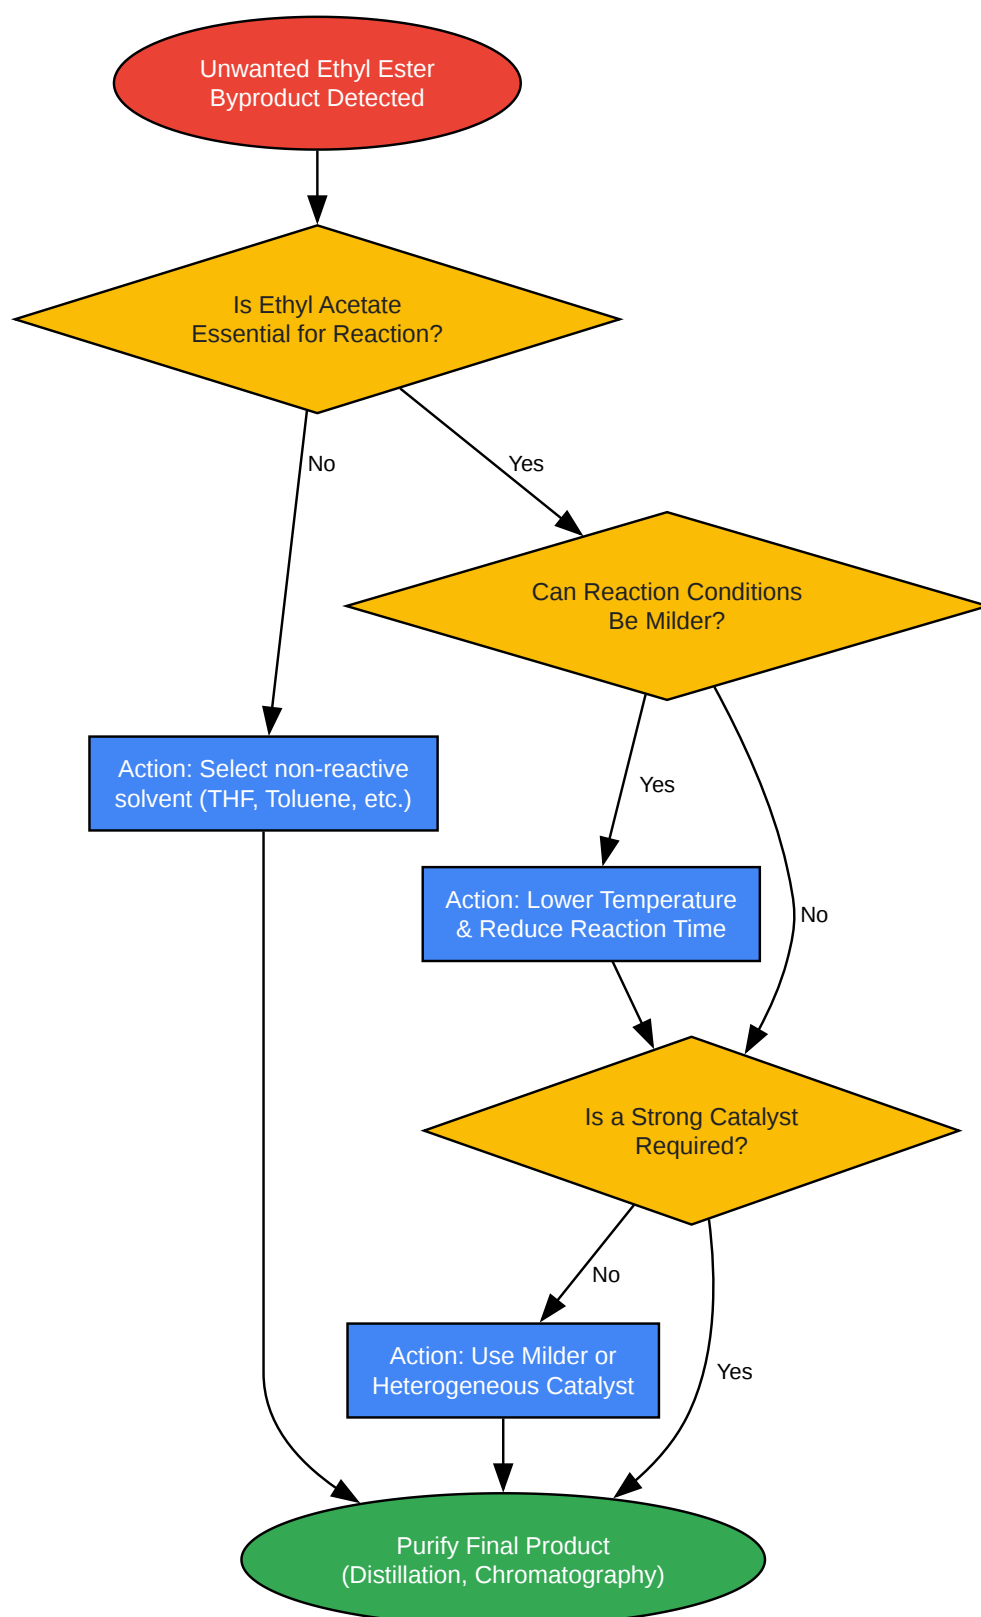 Unwanted Ethyl Ester
Byproduct Detected
Is Ethyl Acetate
Essential for Reaction?
No
Yes
Can Reaction Conditions
Be Milder?
Action: Select non-reactive
solvent (THF, Toluene, etc.)
Yes
Action: Lower Temperature
& Reduce Reaction Time
No
Is a Strong Catalyst
Required?
No
Action: Use Milder or
Heterogeneous Catalyst
Yes
Purify Final Product
(Distillation, Chromatography)